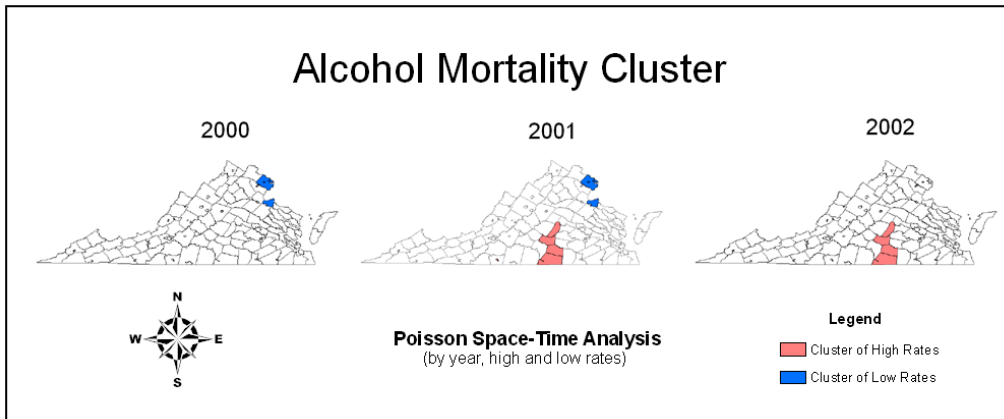 Alcohol Mortality Cluster
2000
2001
2002
N
W E
S
Poisson Space-Time Analysis
(by year, high and low rates)
Legend
Cluster of High Rates
Cluster of Low Rates